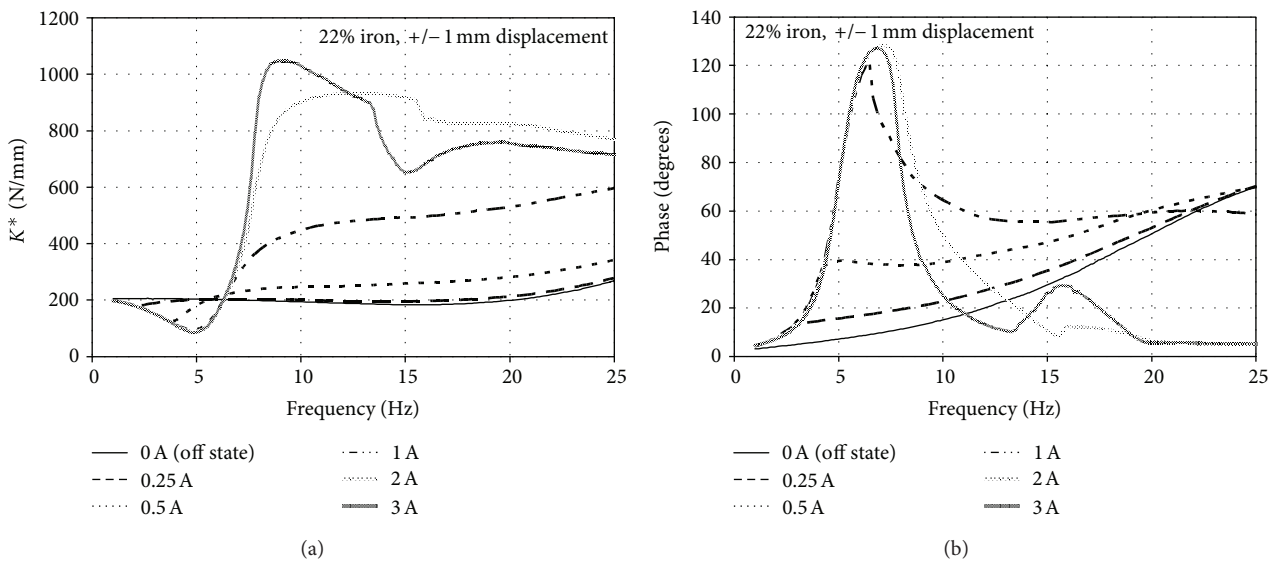 22% iron, +/− 1 mm displacement
1200
1000
800
600
400
200
0
K* (N/mm)
0 5 10 15 20 25
Frequency (Hz)
0 A (off state)
0.25 A
0.5 A
1 A
2 A
3 A
(a)
22% iron, +/− 1 mm displacement
140
120
100
80
60
40
20
0
Phase (degrees)
0 5 10 15 20 25
Frequency (Hz)
0 A (off state)
0.25 A
0.5 A
1 A
2 A
3 A
(b)